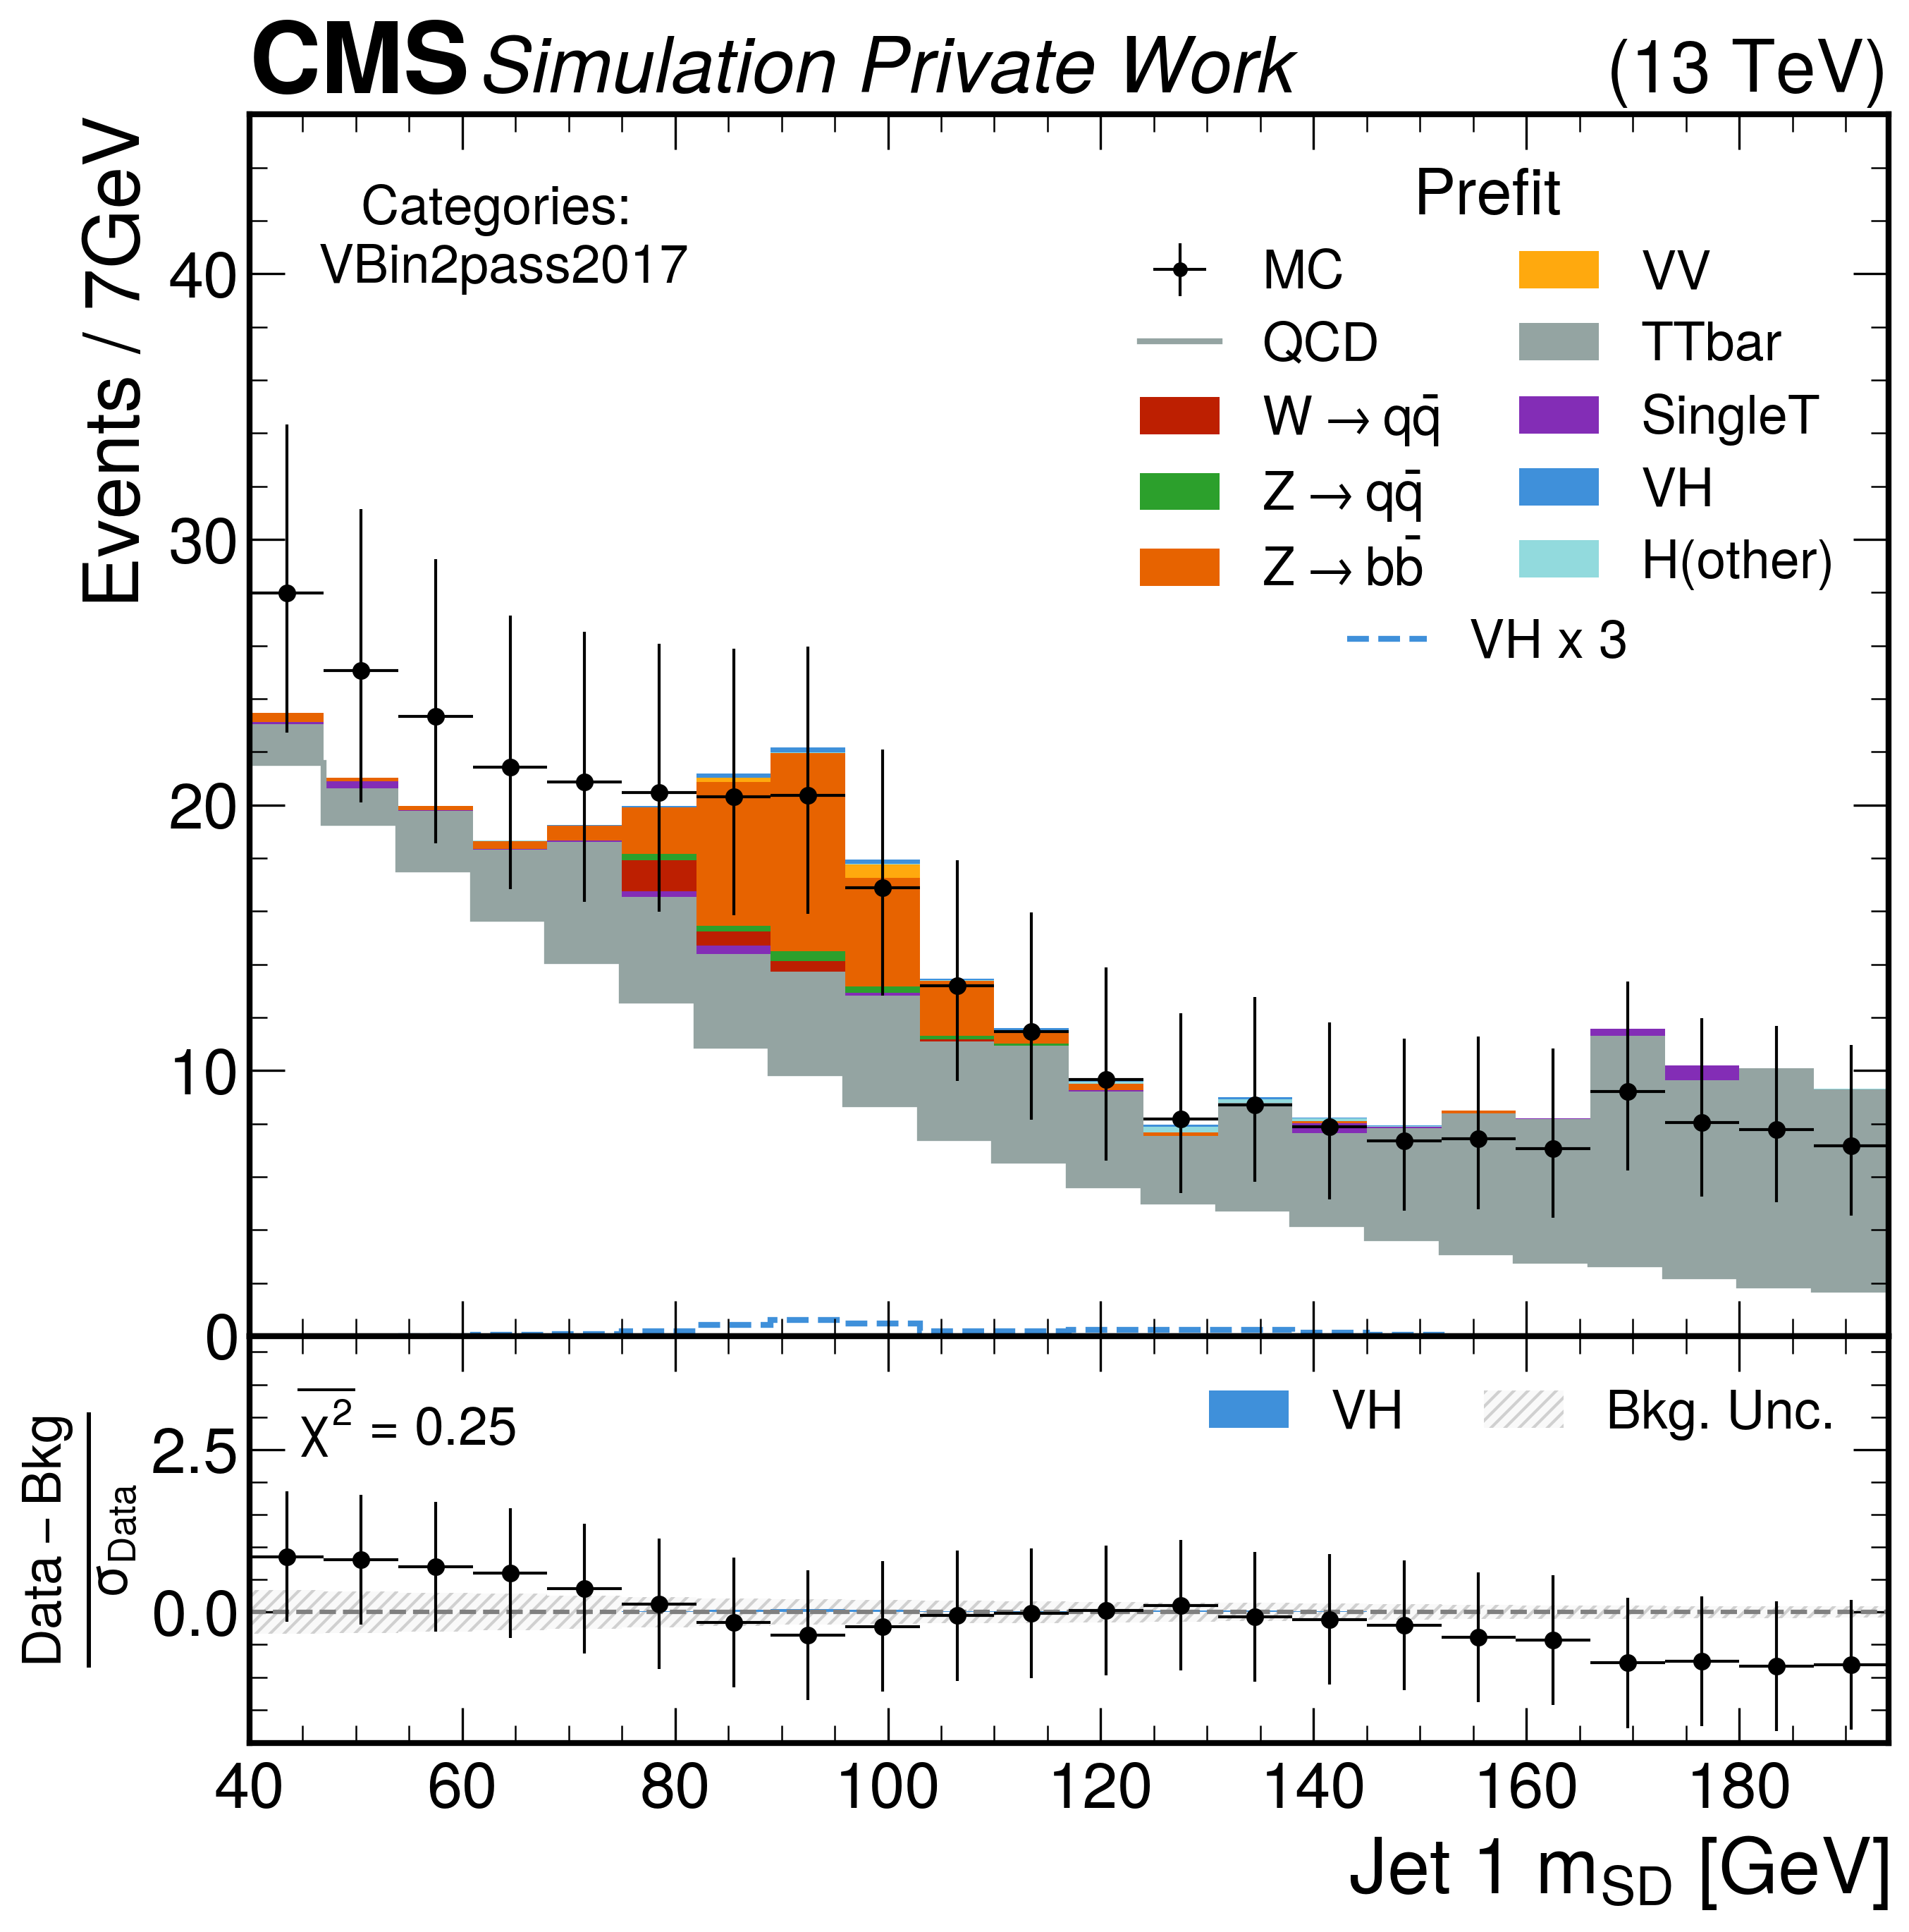 CMS Simulation Private Work (13 TeV)
Events / 7GeV
Categories:
VBin2pass2017
Prefit
MC
QCD
W → qq̄
Z → qq̄
Z → bb̄
VV
TTbar
SingleT
VH
H(other)
VH x 3
40
30
20
10
0
χ² = 0.25
VH
Bkg. Unc.
Data − Bkg
σData
2.5
0.0
40 60 80 100 120 140 160 180
Jet 1 mSD [GeV]